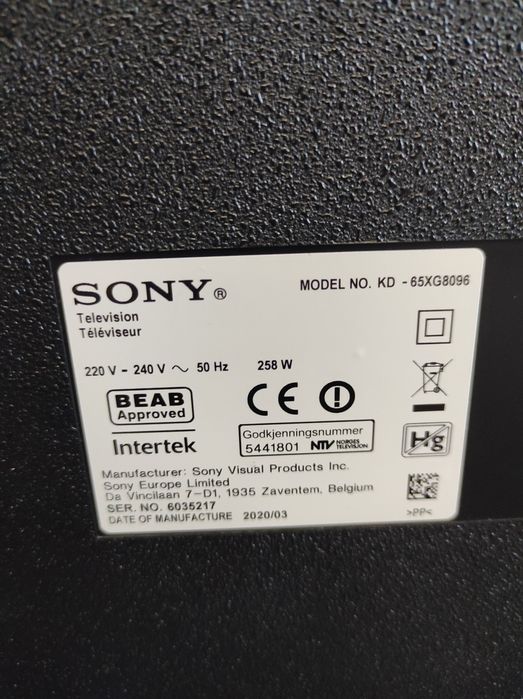 SONY®
MODEL NO. KD - 65XG8096
Television
Téléviseur
220 V - 240 V ~ 50 Hz 258 W
BEAB
Approved
Intertek
CE
Godkjenningsnummer
5441801 NTV NORGES TELEVISJON
Hg
Manufacturer: Sony Visual Products Inc.
Sony Europe Limited
Da Vincilaan 7-D1, 1935 Zaventem, Belgium
SER. NO. 6035217
DATE OF MANUFACTURE 2020/03
>PP<